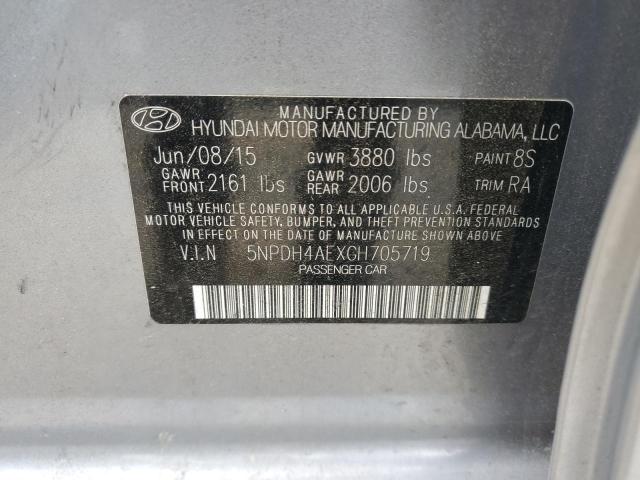 MANUFACTURED BY
HYUNDAI MOTOR MANUFACTURING ALABAMA, LLC
Jun/08/15 GVWR 3880 lbs PAINT 8S
GAWR FRONT 2161 lbs GAWR REAR 2006 lbs TRIM RA
THIS VEHICLE CONFORMS TO ALL APPLICABLE U.S.A. FEDERAL
MOTOR VEHICLE SAFETY, BUMPER, AND THEFT PREVENTION STANDARDS
IN EFFECT ON THE DATE OF MANUFACTURE SHOWN ABOVE.
V.I.N 5NPDH4AEXGH705719
PASSENGER CAR